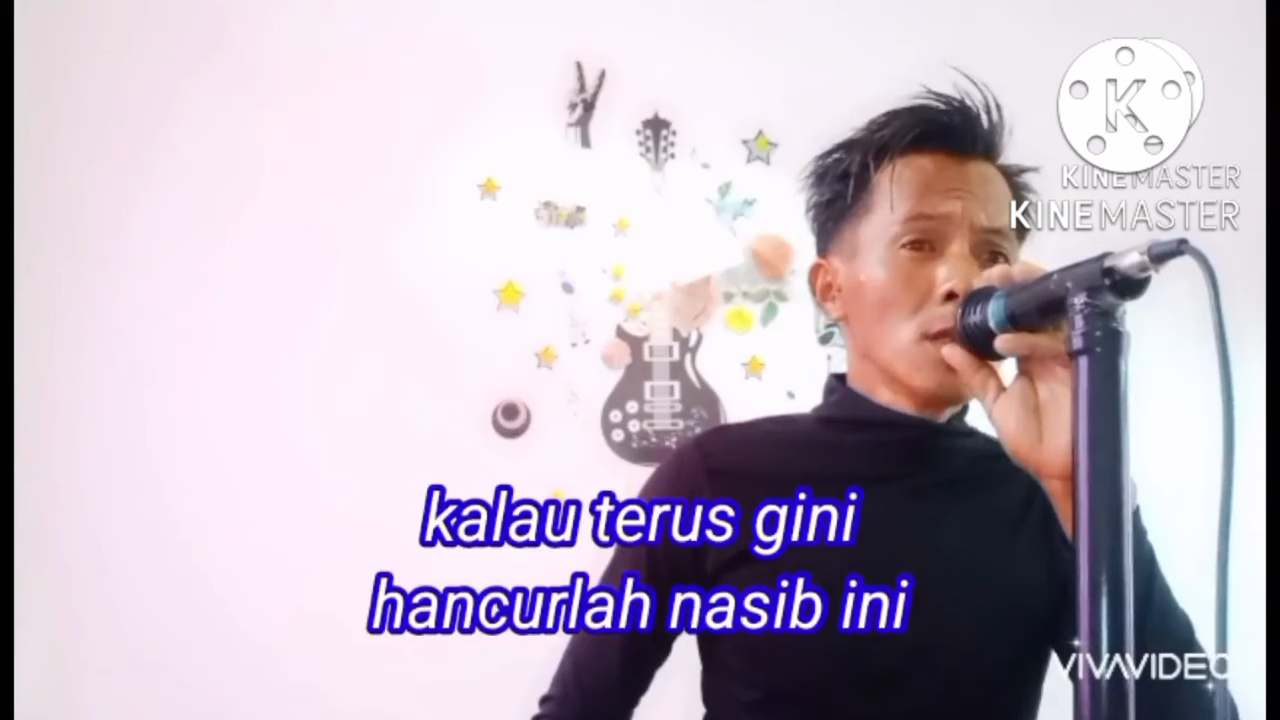 KINEMASTER
KINEMASTER
kalau terus gini
hancurlah nasib ini
VIVAVIDEO